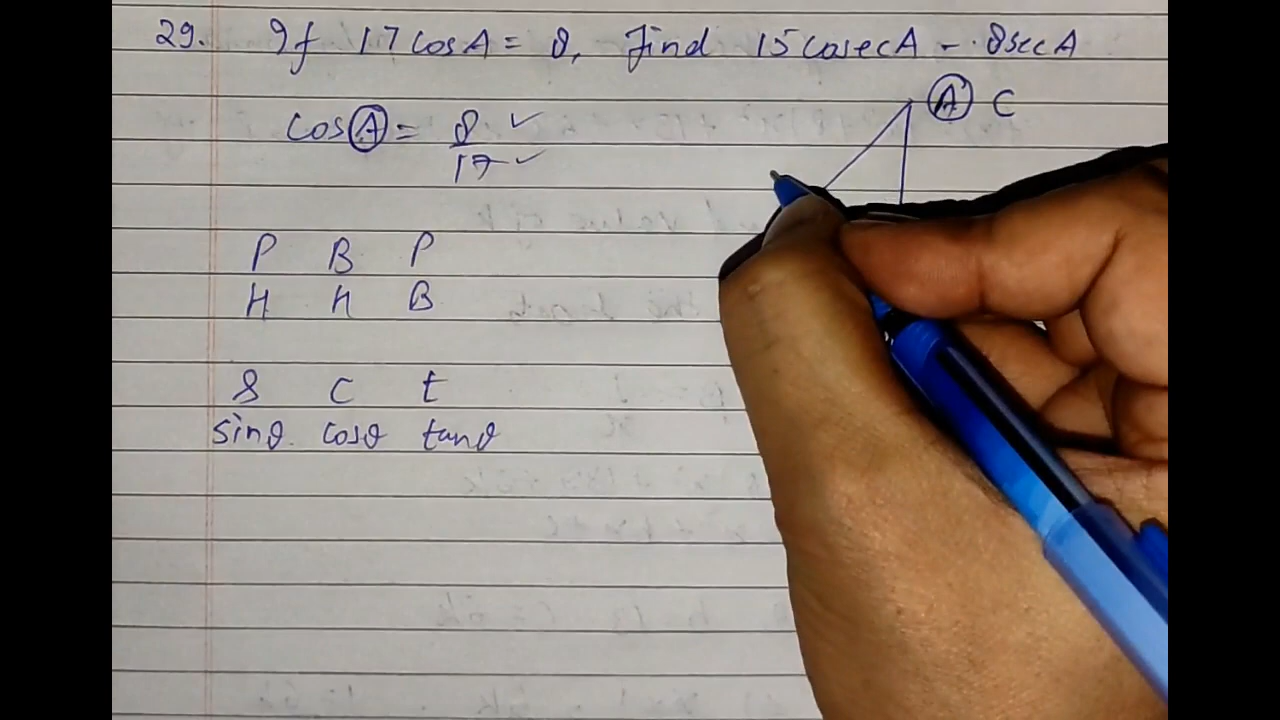 29. If 17 cos A = 8, Find 15 cosec A - 8 sec A
A C
cos A = 8
17
P B P
H H B
S C t
sinθ. cosθ tanθ